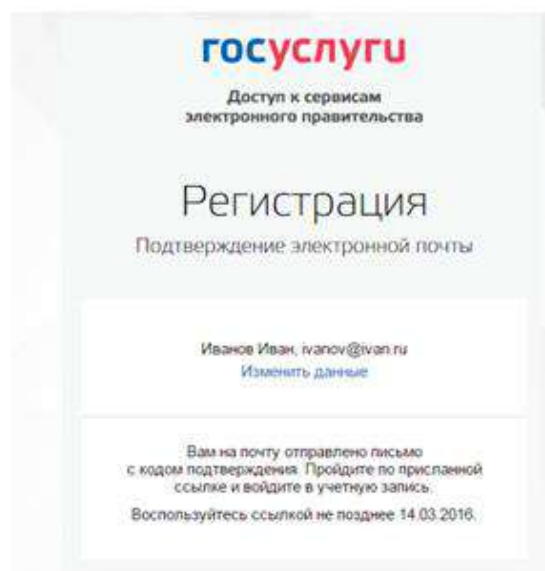 госуслуги
Доступ к сервисам
электронного правительства
Регистрация
Подтверждение электронной почты
Иванов Иван, ivanov@ivan.ru
Изменить данные
Вам на почту отправлено письмо
с кодом подтверждения. Пройдите по присланной
ссылке и войдите в учетную запись.
Воспользуйтесь ссылкой не позднее 14.03.2016.